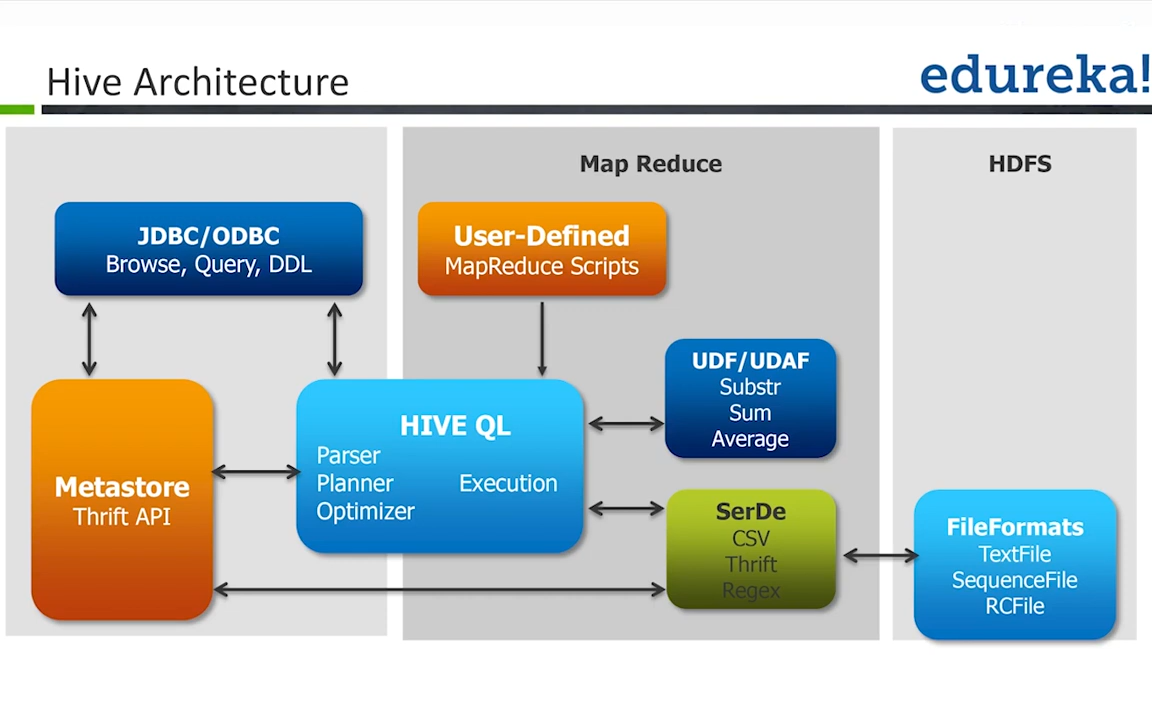 Hive Architecture
edureka!
Map Reduce
HDFS
JDBC/ODBC
Browse, Query, DDL
User-Defined
MapReduce Scripts
UDF/UDAF
Substr
Sum
Average
HIVE QL
Parser
Planner
Optimizer
Execution
Metastore
Thrift API
SerDe
CSV
Thrift
Regex
FileFormats
TextFile
SequenceFile
RCFile